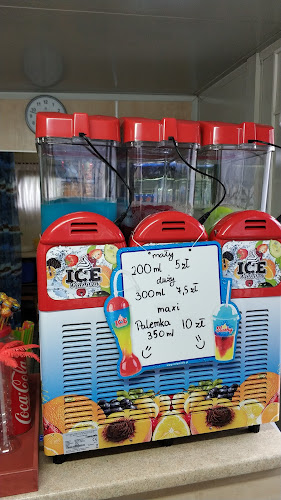 ICE
ICE
mały
200 ml 5 zł
duży
300 ml 7,5 zł
maxi
Palemka 10 zł
350 ml
Coca-Cola